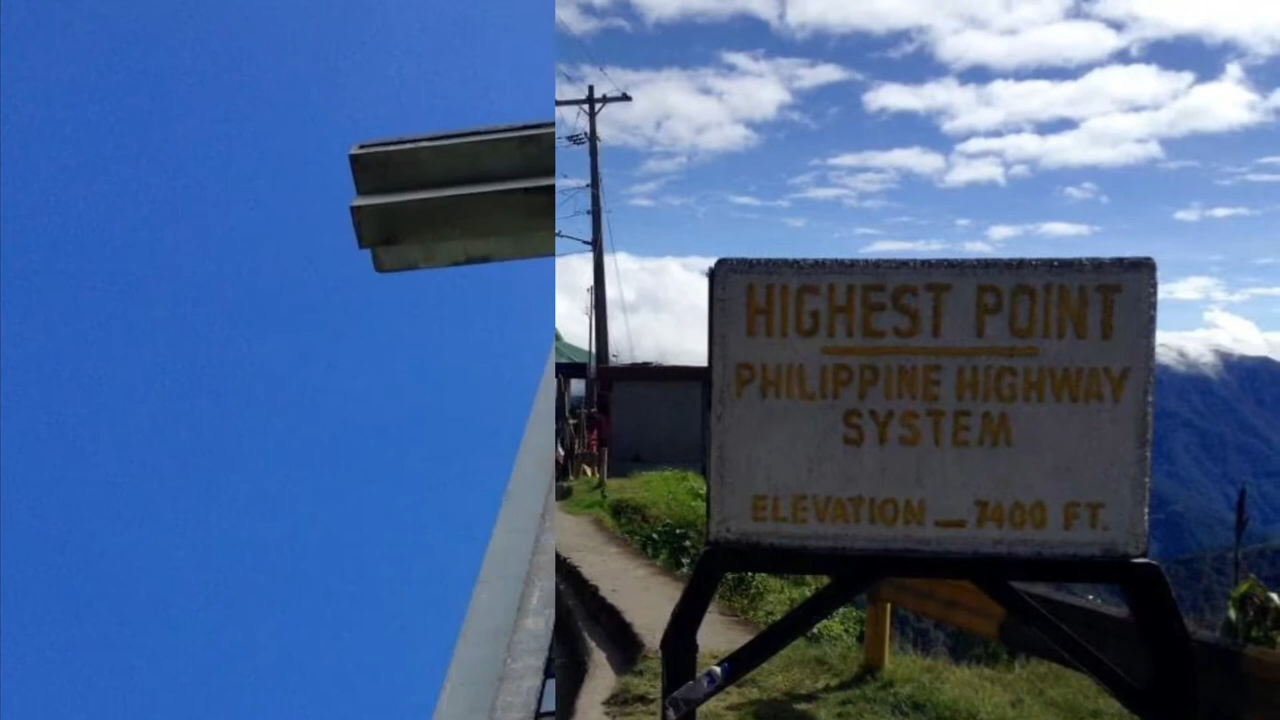 HIGHEST POINT
PHILIPPINE HIGHWAY
SYSTEM
ELEVATION — 7400 FT.